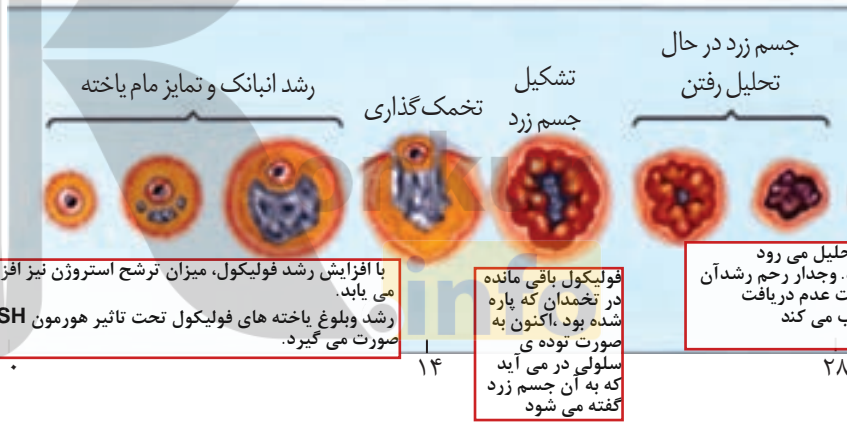 رشد انبانک و تمایز مام یاخته
تخمک گذاری
تشکیل
جسم زرد
جسم زرد در حال
تحلیل رفتن
با افزایش رشد فولیکول، میزان ترشح استروژن نیز
می یابد.
رشد وبلوغ یاخته های فولیکول تحت تاثیر هورمون SH
صورت می گیرد.
فولیکول باقی مانده
در تخمدان که پاره
شده بود ،اکنون به
صورت توده ی
سلولی در می آید
که به آن جسم زرد
گفته می شود
می رود
. وجدار رحم رشدآن
عدم دریافت
می کند
۰
۱۴
۲۸
info